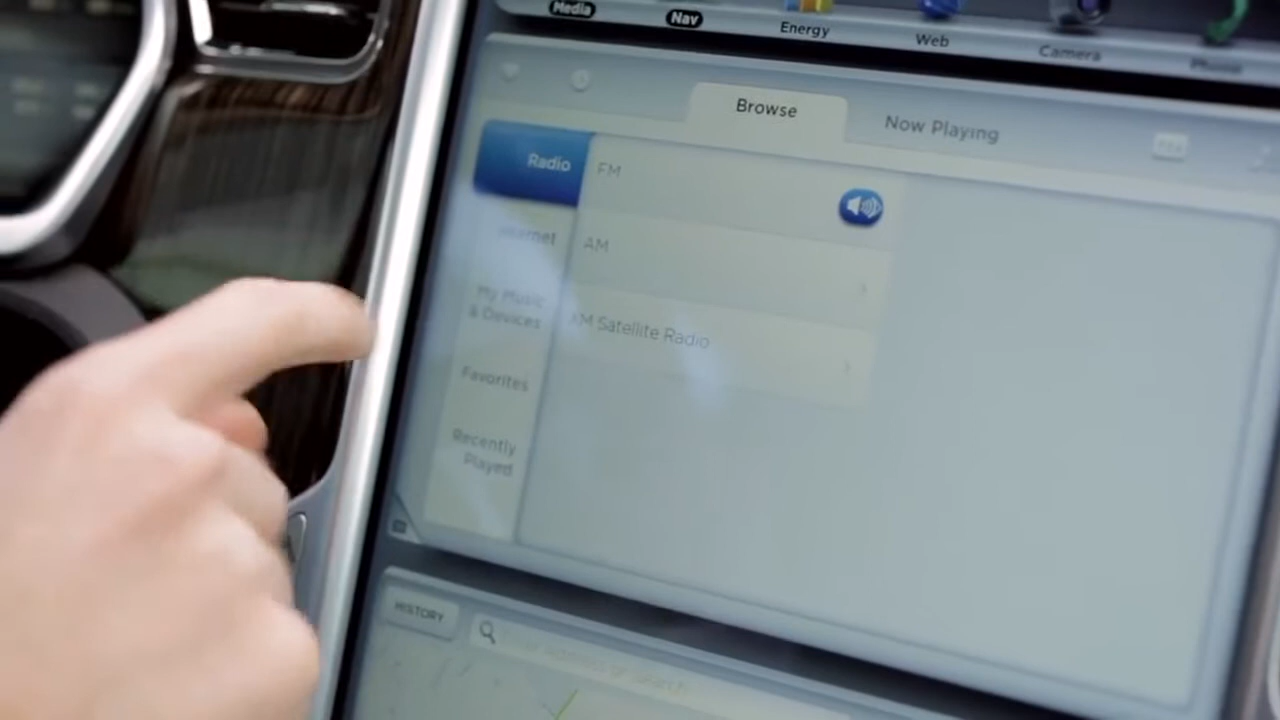 Media
Nav
Energy
Web
Camera
Browse
Now Playing
Radio
FM
Internet
AM
My Music
& Devices
XM Satellite Radio
Favorites
Recently
Played
HISTORY